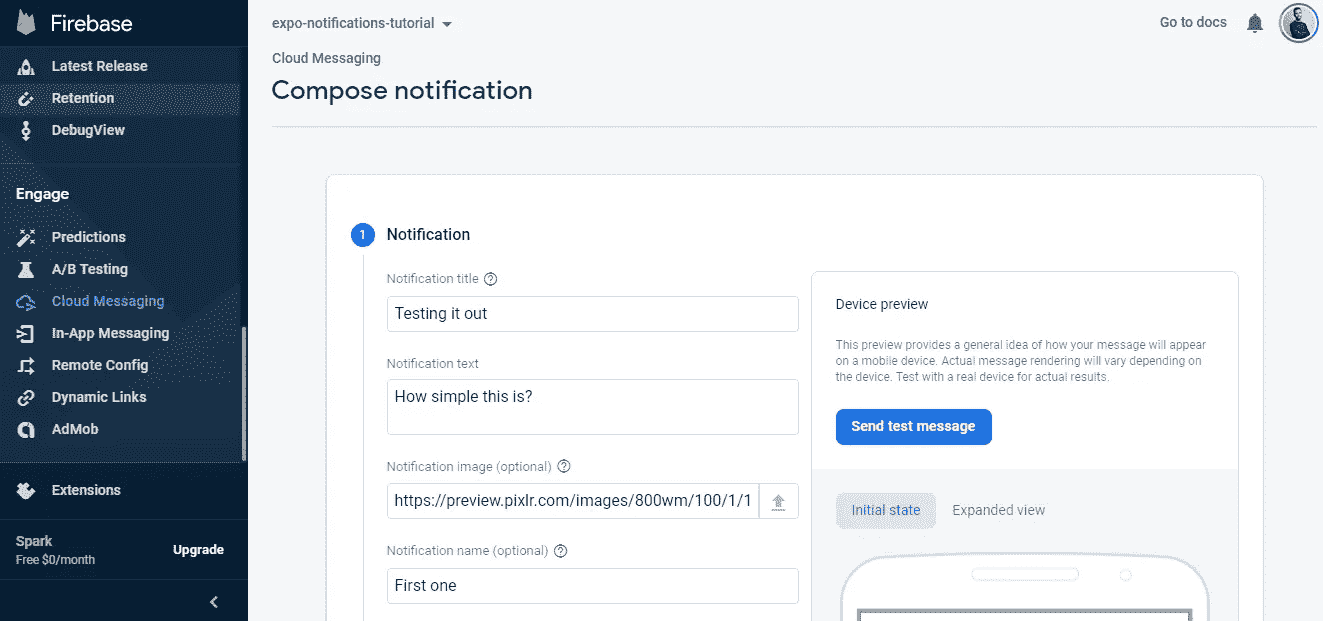 Firebase
Latest Release
Retention
DebugView
Engage
Predictions
A/B Testing
Cloud Messaging
In-App Messaging
Remote Config
Dynamic Links
AdMob
Extensions
Spark
Free $0/month
Upgrade
expo-notifications-tutorial
Go to docs
Cloud Messaging
Compose notification
1 Notification
Notification title
Testing it out
Notification text
How simple this is?
Notification image (optional)
https://preview.pixlr.com/images/800wm/100/1/1
Notification name (optional)
First one
Device preview
This preview provides a general idea of how your message will appear
on a mobile device. Actual message rendering will vary depending on
the device. Test with a real device for actual results.
Send test message
Initial state
Expanded view